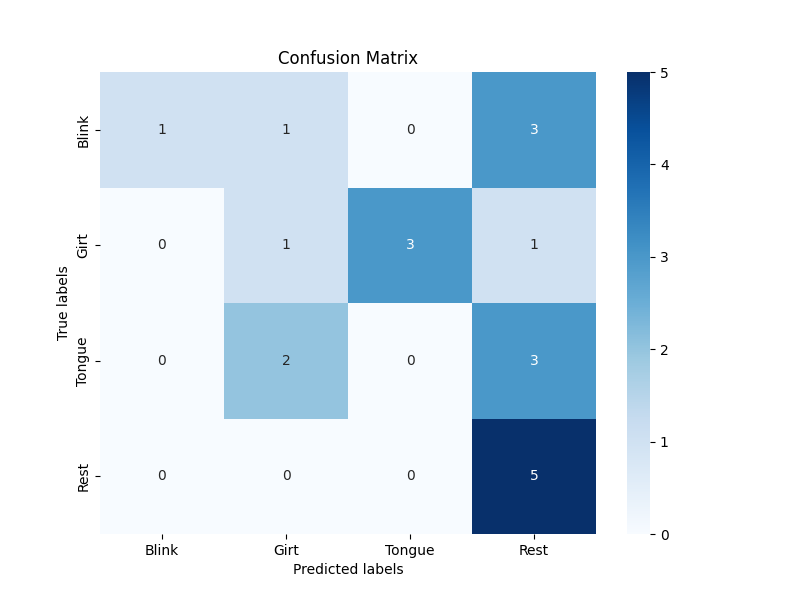 Confusion Matrix
True labels
Blink 1 1 0 3
Girt 0 1 3 1
Tongue 0 2 0 3
Rest 0 0 0 5
Blink Girt Tongue Rest
Predicted labels
5
4
3
2
1
0